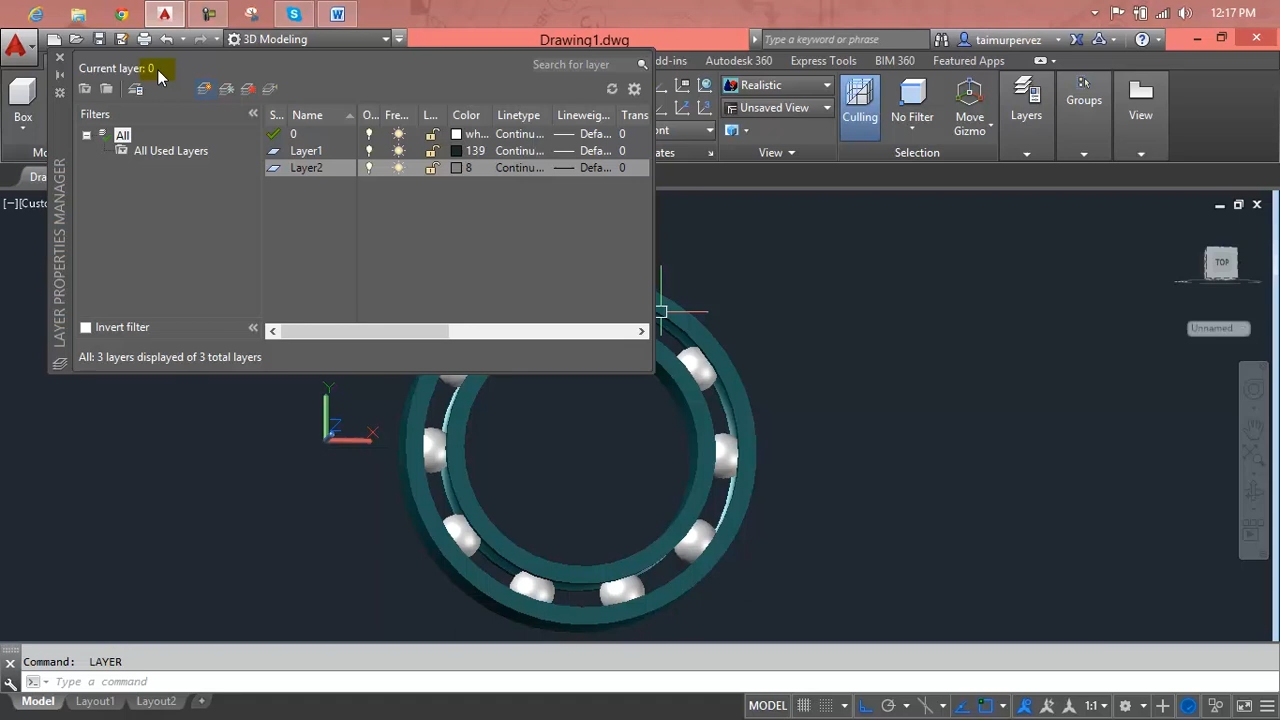 12:17 PM
3D Modeling
Drawing1.dwg
Type a keyword or phrase
taimurpervez
Current layer: 0
Search for layer
dd-ins
Autodesk 360
Express Tools
BIM 360
Featured Apps
Box
Realistic
Unsaved View
ont
View
Culling
No Filter
Move
Gizmo
Groups
Layers
Filters
All
All Used Layers
S... Name O Fre... L... Color Linetype Lineweig... Trans
0 wh... Continu... Defa... 0
Layer1 139 Continu... Defa... 0
Layer2 8 Continu... Defa... 0
Invert filter
All: 3 layers displayed of 3 total layers
LAYER PROPERTIES MANAGER
Dra
[−][Custo
TOP
Unnamed
Y
Z
X
Command: LAYER
Type a command
Model
Layout1
Layout2
+
MODEL
1:1